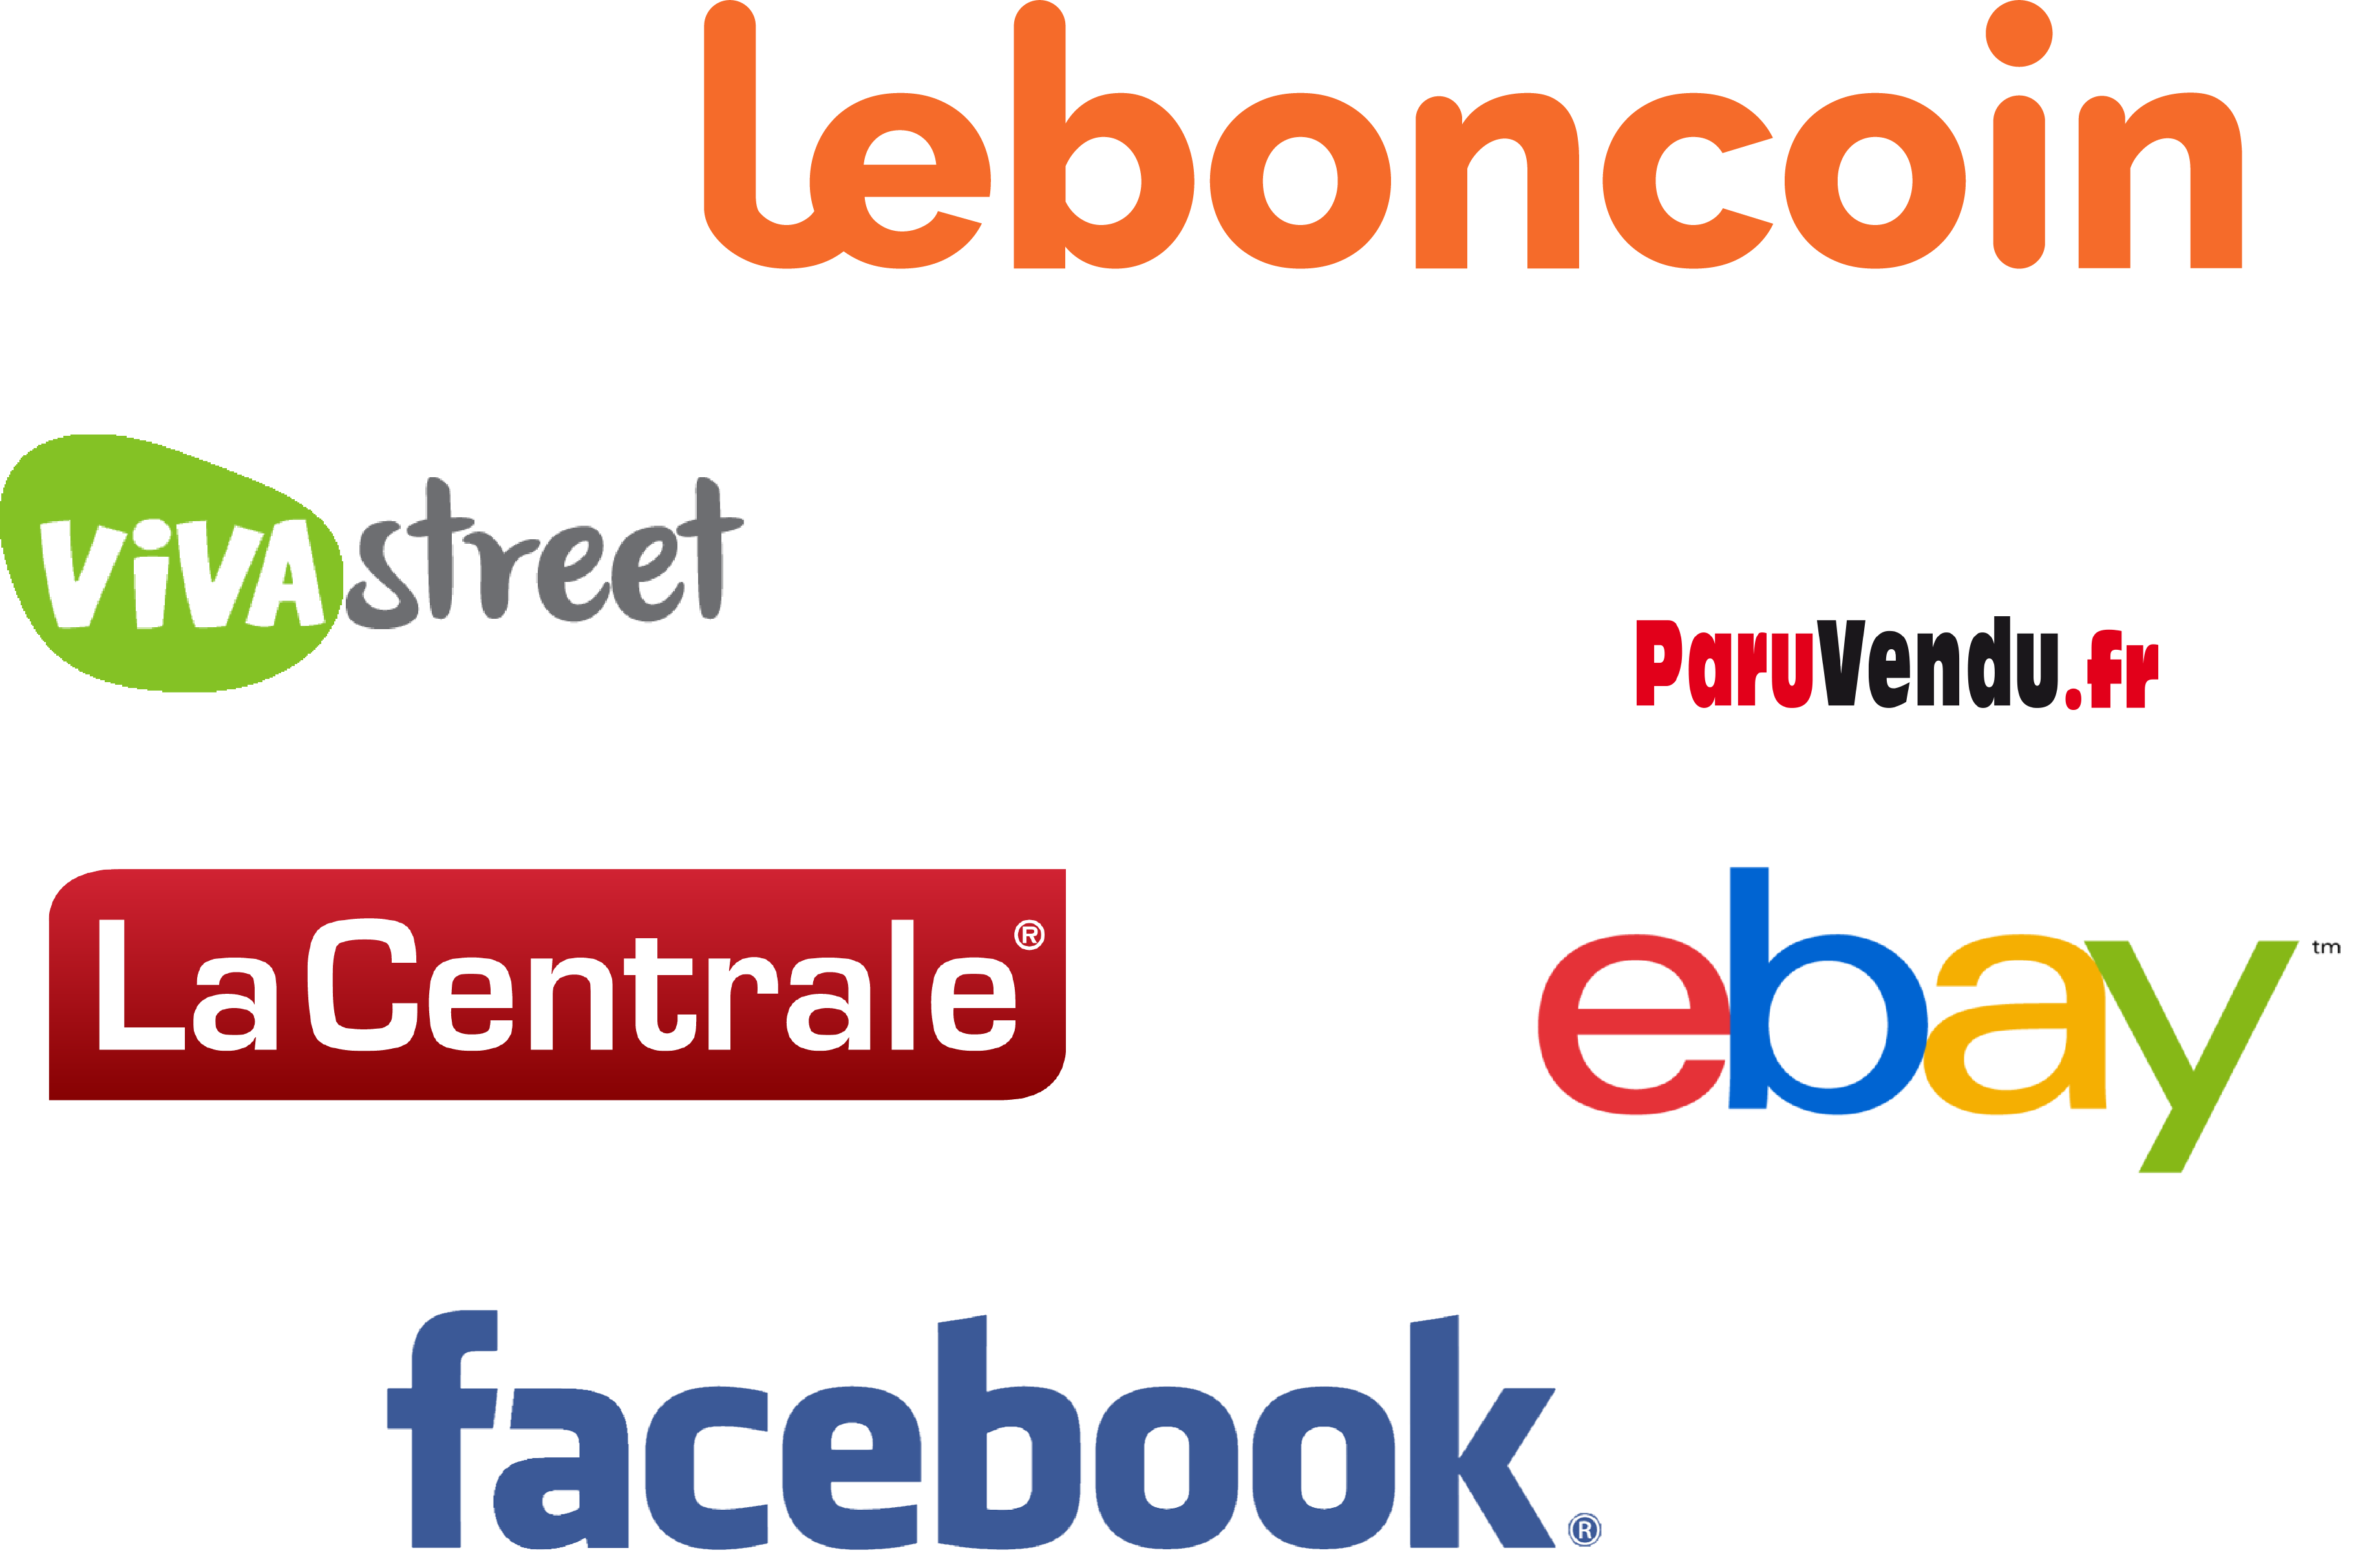 leboncoin
ViVAstreet
ParuVendu.fr
LaCentrale®
ebay™
facebook®